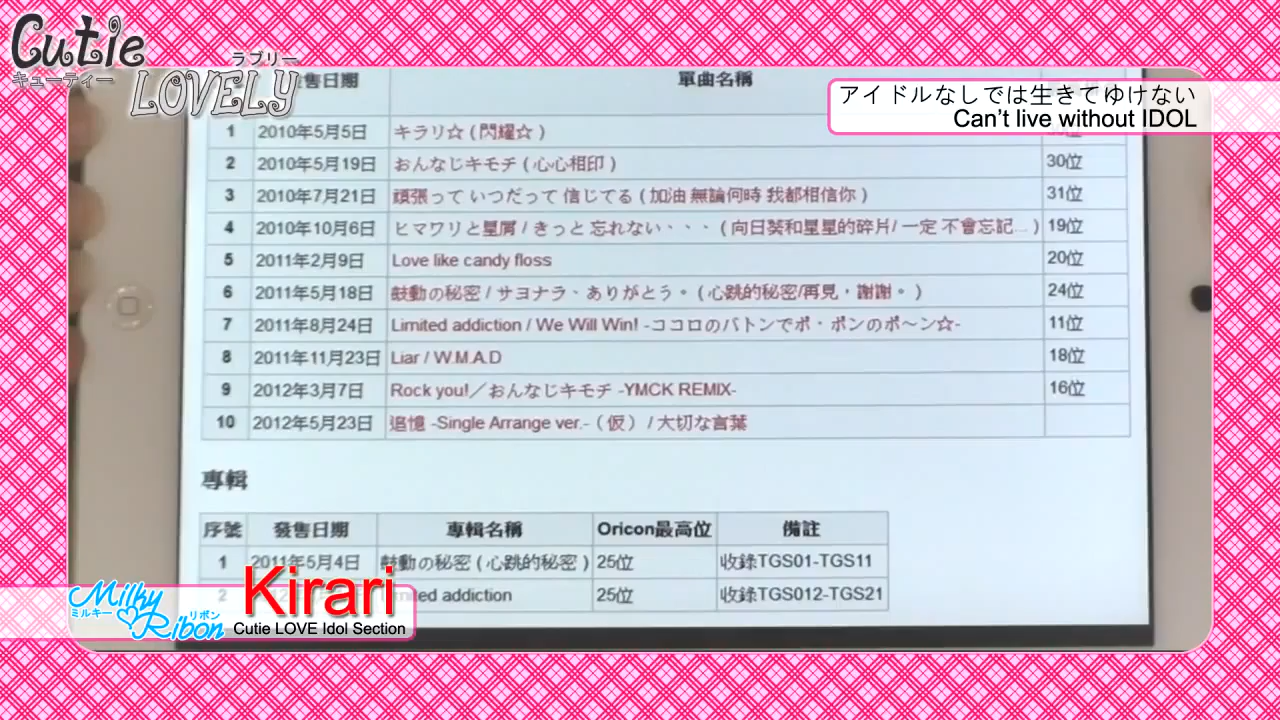 Cutie
キューティー
ラブリー
LOVELY
アイドルなしでは生きてゆけない
Can't live without IDOL
售日期 單曲名稱
1 2010年5月5日 キラリ☆ ( 閃耀☆ )
2 2010年5月19日 おんなじキモチ ( 心心相印 ) 30位
3 2010年7月21日 頑張って いつだって 信じてる ( 加油 無論何時 我都相信你 ) 31位
4 2010年10月6日 ヒマワリと星屑 / きっと 忘れない、、、 ( 向日葵和星星的碎片/ 一定 不會忘記... ) 19位
5 2011年2月9日 Love like candy floss 20位
6 2011年5月18日 鼓動の秘密 / サヨナラ、ありがとう。 ( 心跳的秘密/再見，謝謝。 ) 24位
7 2011年8月24日 Limited addiction / We Will Win! -ココロのバトンでポ・ポンのポ～ン☆- 11位
8 2011年11月23日 Liar / W.M.A.D 18位
9 2012年3月7日 Rock you!／おんなじキモチ -YMCK REMIX- 16位
10 2012年5月23日 追憶 -Single Arrange ver.-（仮） / 大切な言葉
專輯
序號 發售日期 專輯名稱 Oricon最高位 備註
1 2011年5月4日 鼓動の秘密 ( 心跳的秘密 ) 25位 收錄TGS01-TGS11
2 addiction 25位 收錄TGS012-TGS21
Milky
ミルキー
リボン
Ribon
Kirari
Cutie LOVE Idol Section